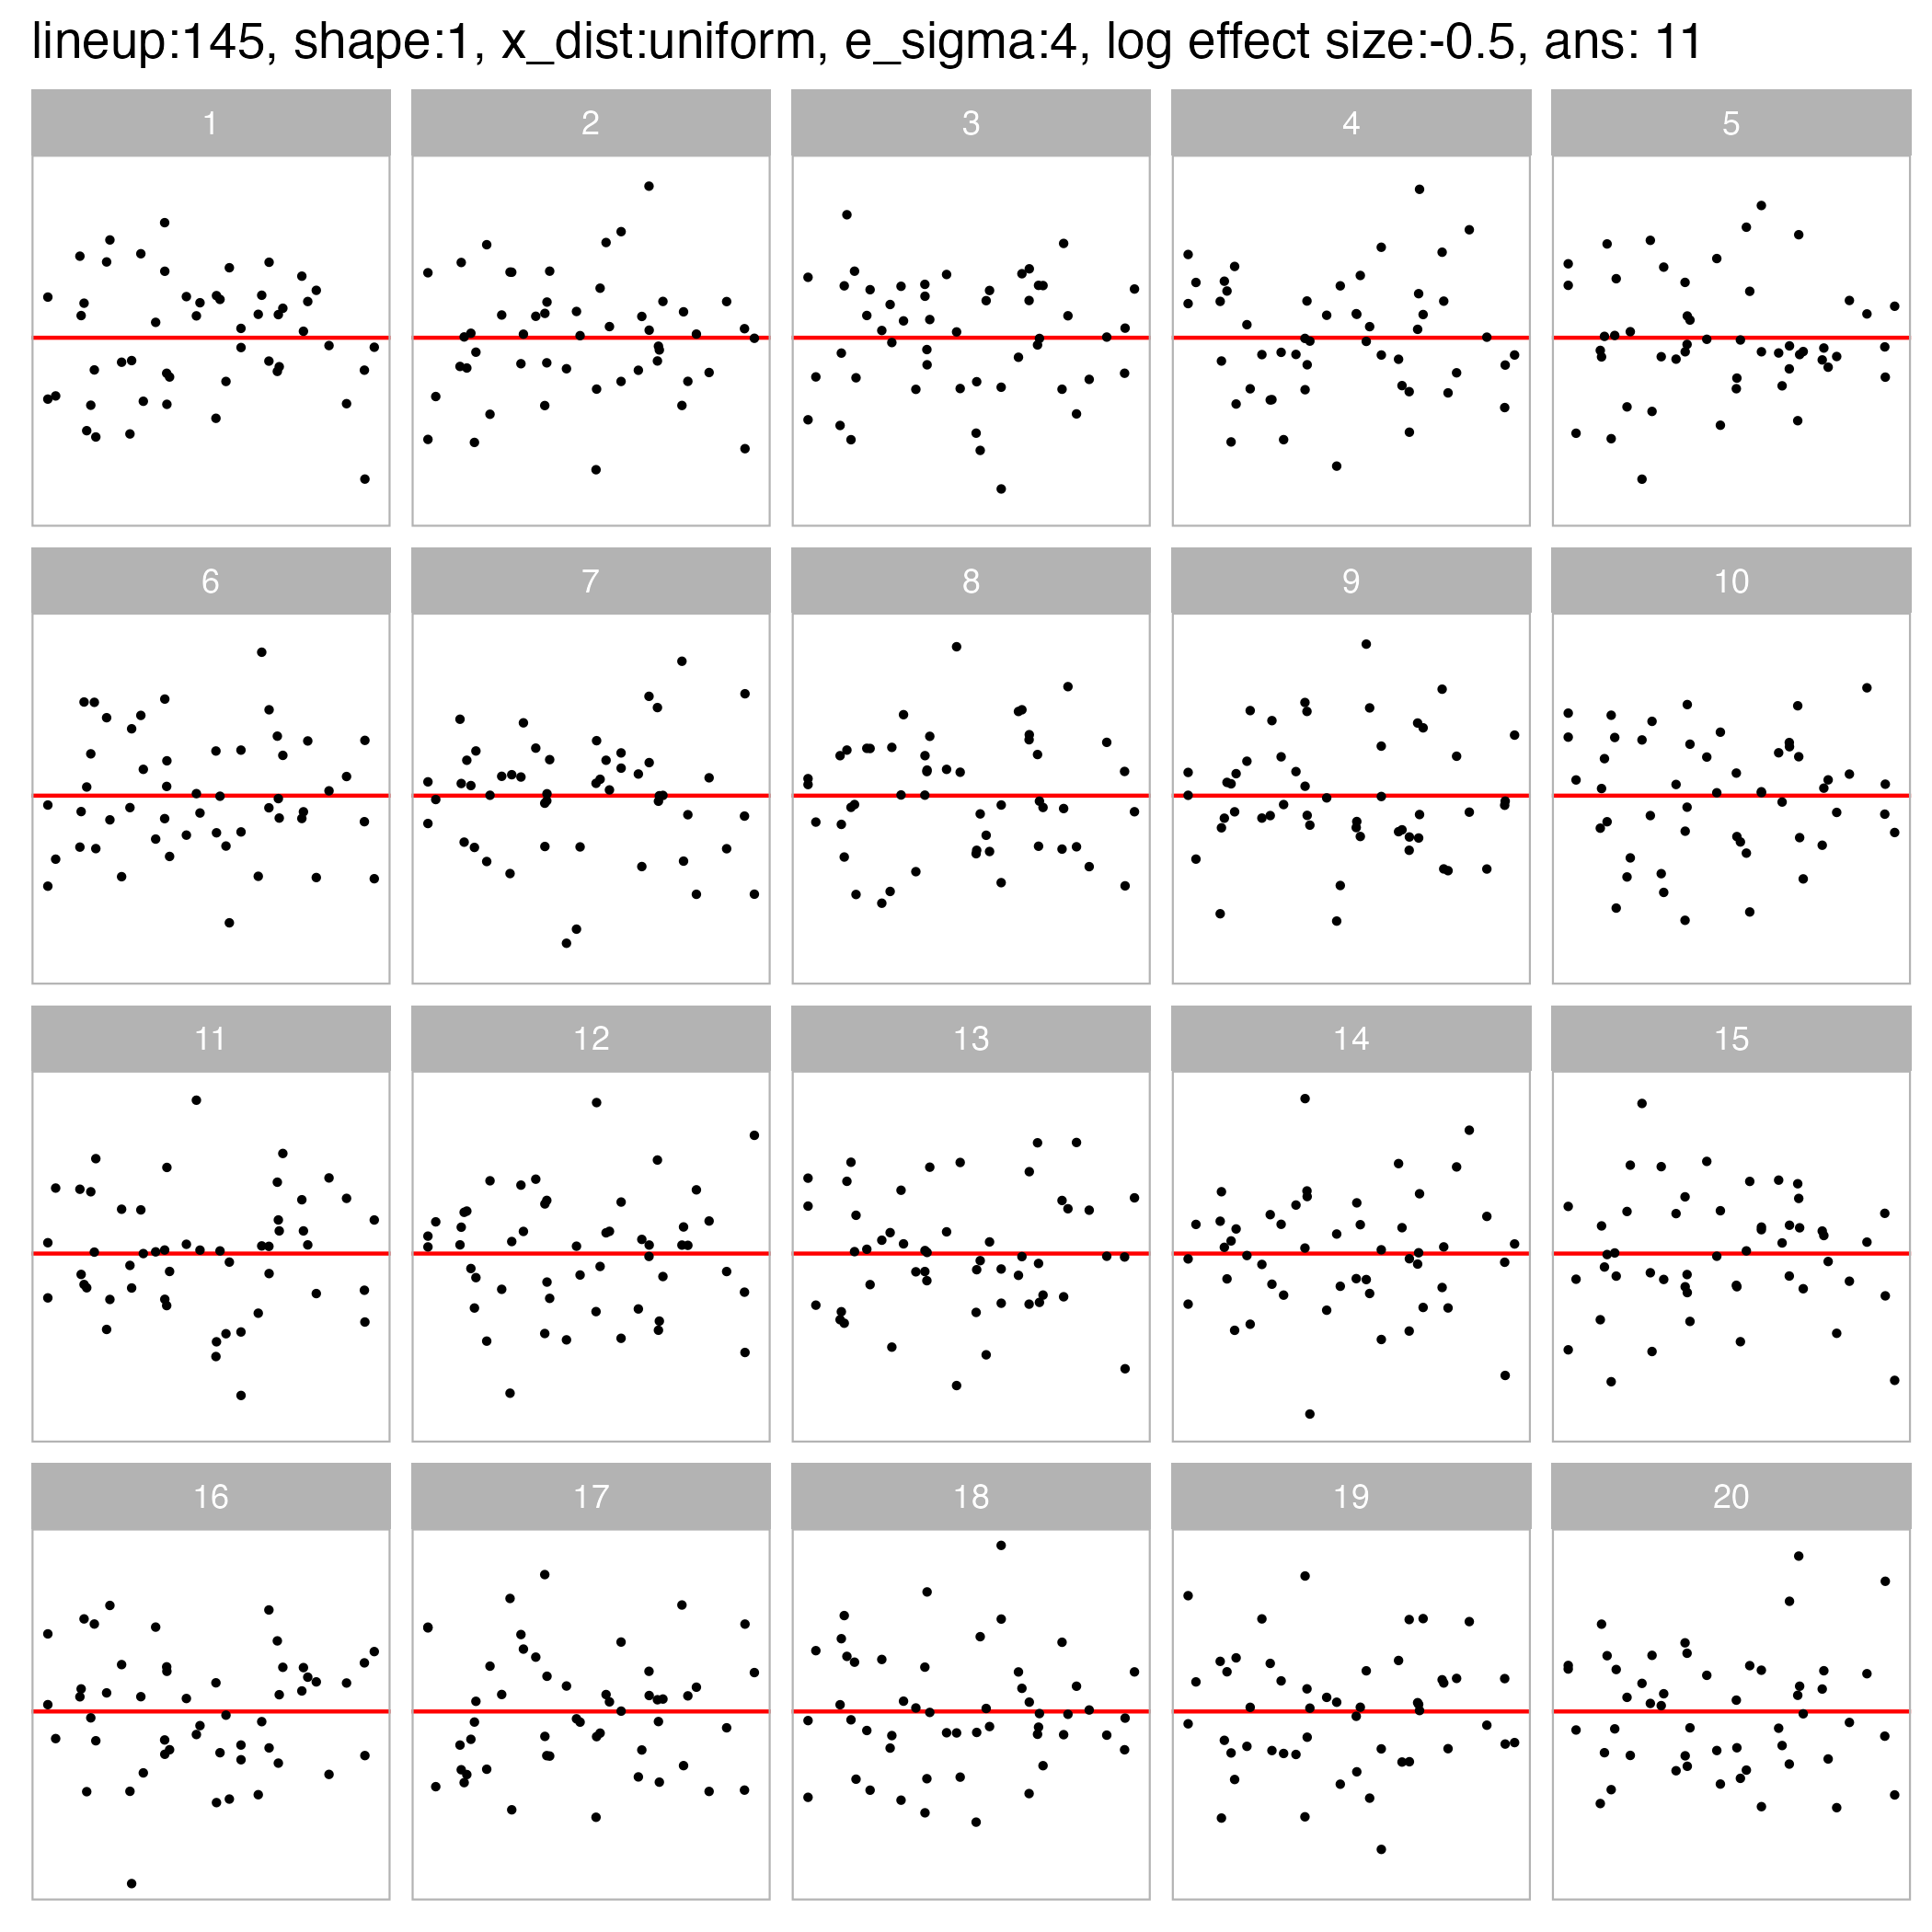 lineup:145, shape:1, x_dist:uniform, e_sigma:4, log effect size:-0.5, ans: 11
1 2 3 4 5
6 7 8 9 10
11 12 13 14 15
16 17 18 19 20